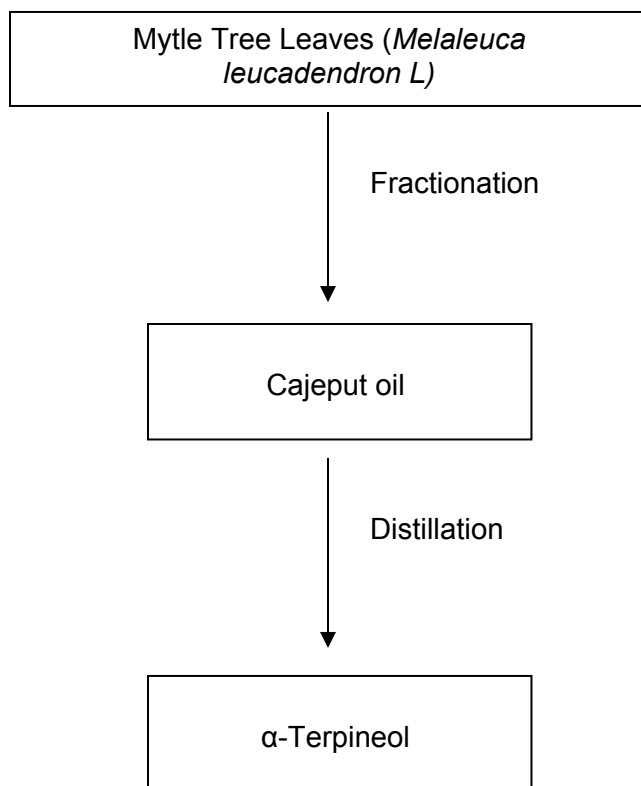 Mytle Tree Leaves (Melaleuca
leucadendron L)
Fractionation
Cajeput oil
Distillation
α-Terpineol